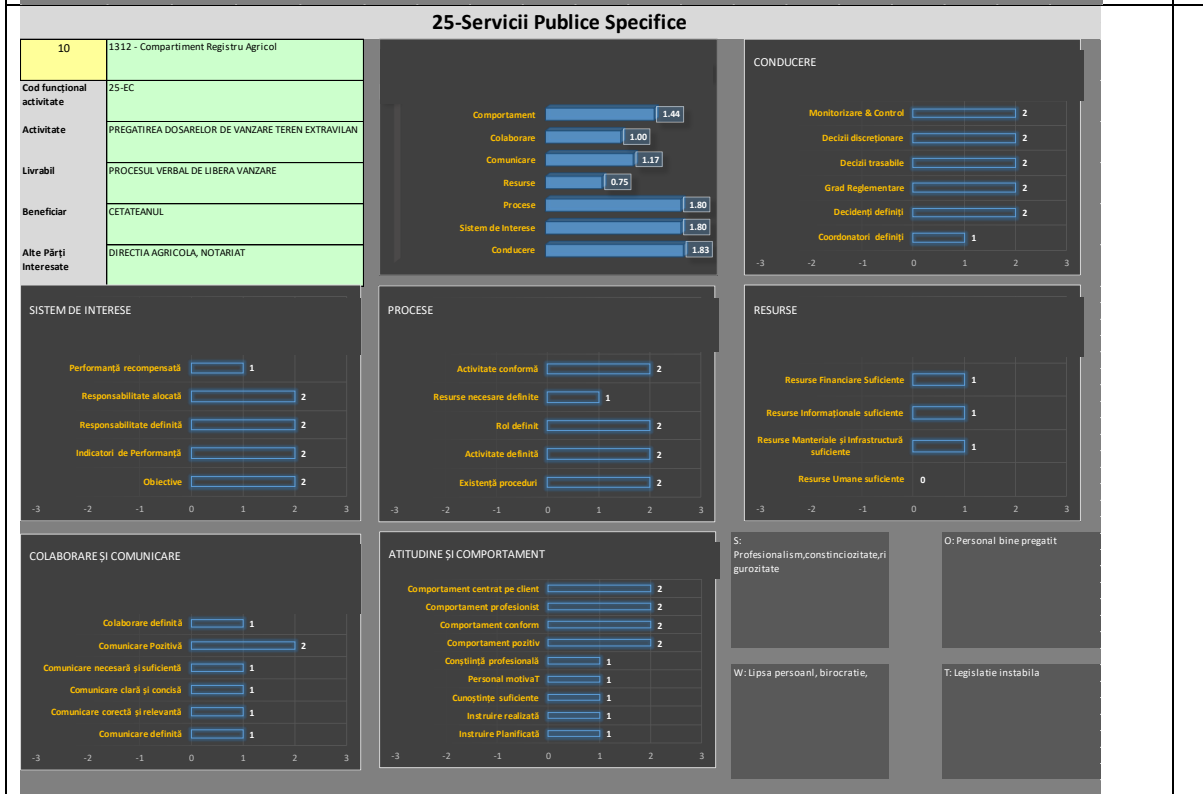 25-Servicii Publice Specifice
10
1312 - Compartiment Registru Agricol
Cod funcțional
activitate
25-EC
Activitate
PREGATIREA DOSARELOR DE VANZARE TEREN EXTRAVILAN
Livrabil
PROCESUL VERBAL DE LIBERA VANZARE
Beneficiar
CETATEANUL
Alte Părți
Interesate
DIRECTIA AGRICOLA, NOTARIAT
Comportament 1.44
Colaborare 1.00
Comunicare 1.17
Resurse 0.75
Procese 1.80
Sistem de Interese 1.80
Conducere 1.83
CONDUCERE
Monitorizare & Control 2
Decizii discreționare 2
Decizii trasabile 2
Grad Reglementare 2
Decidenți definiți 2
Coordonatori definiți 1
-3 -2 -1 0 1 2 3
SISTEM DE INTERESE
Performanță recompensată 1
Responsabilitate alocată 2
Responsabilitate definită 2
Indicatori de Performanță 2
Obiective 2
-3 -2 -1 0 1 2 3
PROCESE
Activitate conformă 2
Resurse necesare definite 1
Rol definit 2
Activitate definită 2
Existență proceduri 2
-3 -2 -1 0 1 2 3
RESURSE
Resurse Financiare Suficiente 1
Resurse Informaționale suficiente 1
Resurse Manteriale și Infrastructură
suficiente 1
Resurse Umane suficiente 0
-3 -2 -1 0 1 2 3
COLABORARE ȘI COMUNICARE
Colaborare definită 1
Comunicare Pozitivă 2
Comunicare necesară și suficientă 1
Comunicare clară și concisă 1
Comunicare corectă și relevantă 1
Comunicare definită 1
-3 -2 -1 0 1 2 3
ATITUDINE ȘI COMPORTAMENT
Comportament centrat pe client 2
Comportament profesionist 2
Comportament conform 2
Comportament pozitiv 2
Conștiință profesională 1
Personal motivaT 1
Cunoștințe suficiente 1
Instruire realizată 1
Instruire Planificată 1
-3 -2 -1 0 1 2 3
S:
Profesionalism,constinciozitate,ri
gurozitate
O: Personal bine pregatit
W: Lipsa persoanl, birocratie,
T: Legislatie instabila